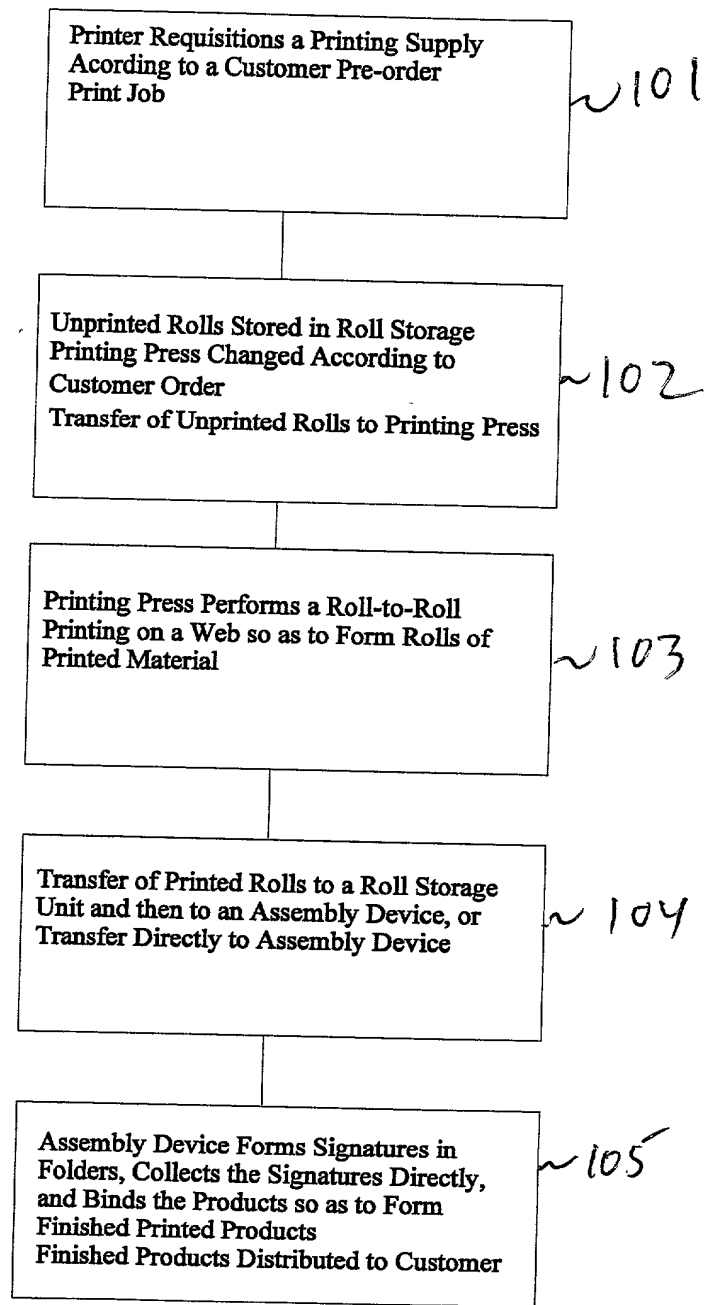 Printer Requisitions a Printing Supply
Acording to a Customer Pre-order
Print Job
~101
Unprinted Rolls Stored in Roll Storage
Printing Press Changed According to
Customer Order
Transfer of Unprinted Rolls to Printing Press
~102
Printing Press Performs a Roll-to-Roll
Printing on a Web so as to Form Rolls of
Printed Material
~103
Transfer of Printed Rolls to a Roll Storage
Unit and then to an Assembly Device, or
Transfer Directly to Assembly Device
~104
Assembly Device Forms Signatures in
Folders, Collects the Signatures Directly,
and Binds the Products so as to Form
Finished Printed Products
Finished Products Distributed to Customer
~105